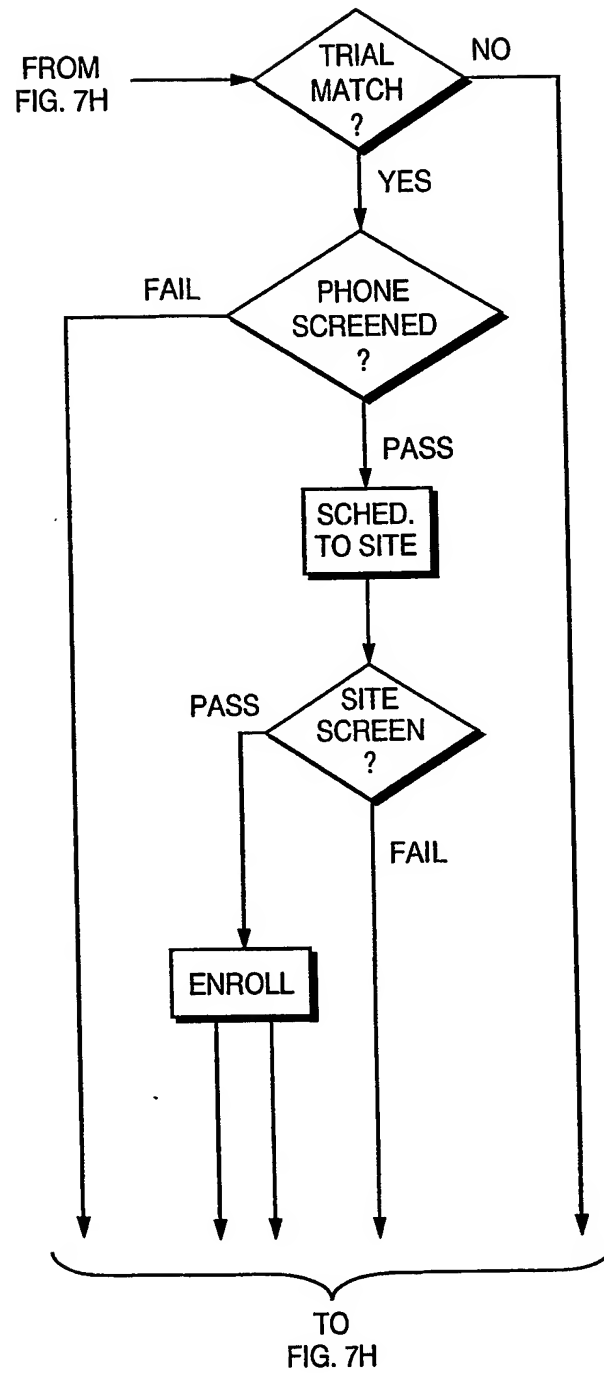 FROM
FIG. 7H
TRIAL
MATCH
?
NO
YES
FAIL
PHONE
SCREENED
?
PASS
SCHED.
TO SITE
PASS
SITE
SCREEN
?
FAIL
ENROLL
TO
FIG. 7H